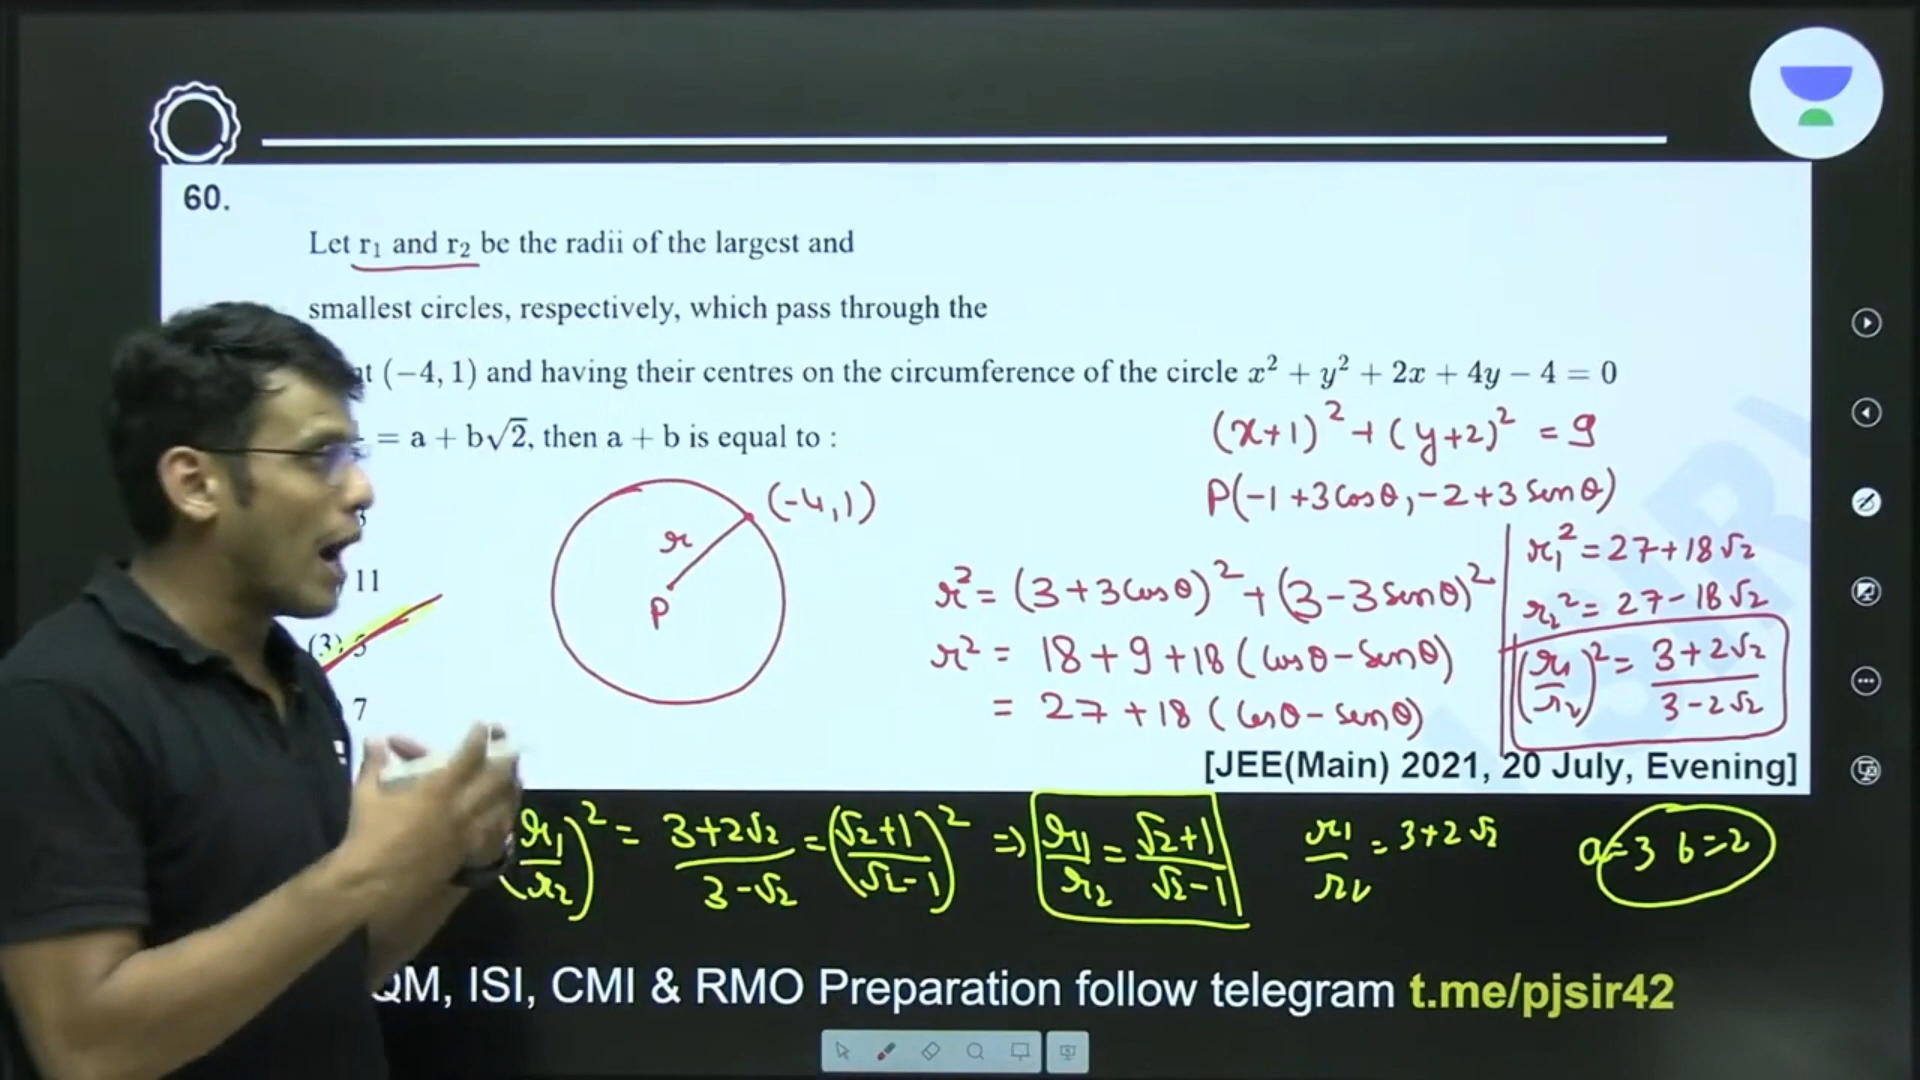 60.
Let r₁ and r₂ be the radii of the largest and
smallest circles, respectively, which pass through the
(−4, 1) and having their centres on the circumference of the circle x² + y² + 2x + 4y − 4 = 0
= a + b√2, then a + b is equal to :
11
(3) 5
7
(-4,1)
r
P
(x+1)² + (y+2)² = 9
P(-1+3cosθ, -2+3sinθ)
r² = (3+3cosθ)² + (3-3sinθ)²
r² = 18+9+18(cosθ-sinθ)
= 27+18(cosθ-sinθ)
r₁² = 27+18√2
r₂² = 27-18√2
(r₁/r₂)² = (3+2√2)/(3-2√2)
[JEE(Main) 2021, 20 July, Evening]
(r₁/r₂)² = (3+2√2)/(3-√2) = ((√2+1)/(√2-1))² ⇒ r₁/r₂ = (√2+1)/(√2-1) r₁/r₂ = 3+2√2 a=3 b=2
QM, ISI, CMI & RMO Preparation follow telegram t.me/pjsir42